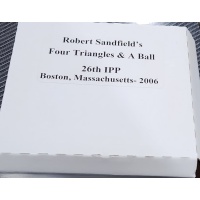 Robert Sandfield's
Four Triangles & A Ball
26th IPP
Boston, Massachusetts- 2006